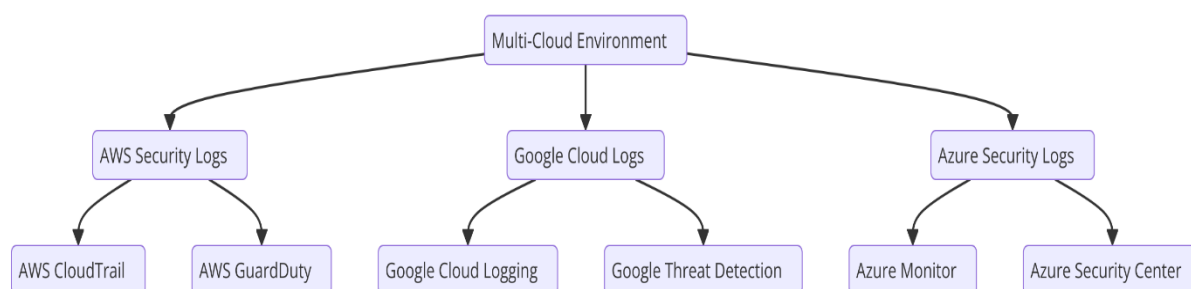 Multi-Cloud Environment
AWS Security Logs
Google Cloud Logs
Azure Security Logs
AWS CloudTrail
AWS GuardDuty
Google Cloud Logging
Google Threat Detection
Azure Monitor
Azure Security Center